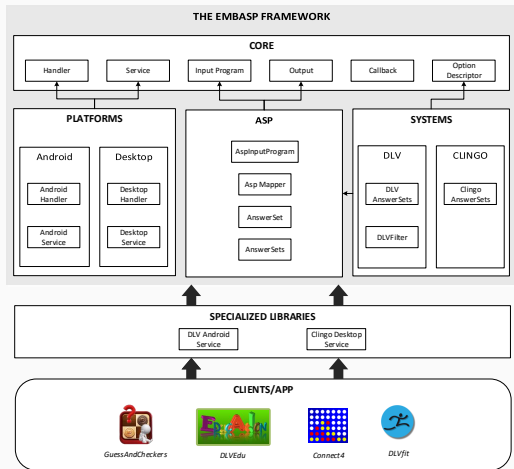 THE EMBASP FRAMEWORK
CORE
Handler
Service
Input Program
Output
Callback
Option
Descriptor
PLATFORMS
Android
Android
Handler
Android
Service
Desktop
Desktop
Handler
Desktop
Service
ASP
AspInputProgram
Asp Mapper
AnswerSet
AnswerSets
SYSTEMS
DLV
DLV
AnswerSets
DLVFilter
CLINGO
Clingo
AnswerSets
SPECIALIZED LIBRARIES
DLV Android
Service
Clingo Desktop
Service
CLIENTS/APP
?
GuessAndCheckers
DLVEdu
Connect4
DLVfit